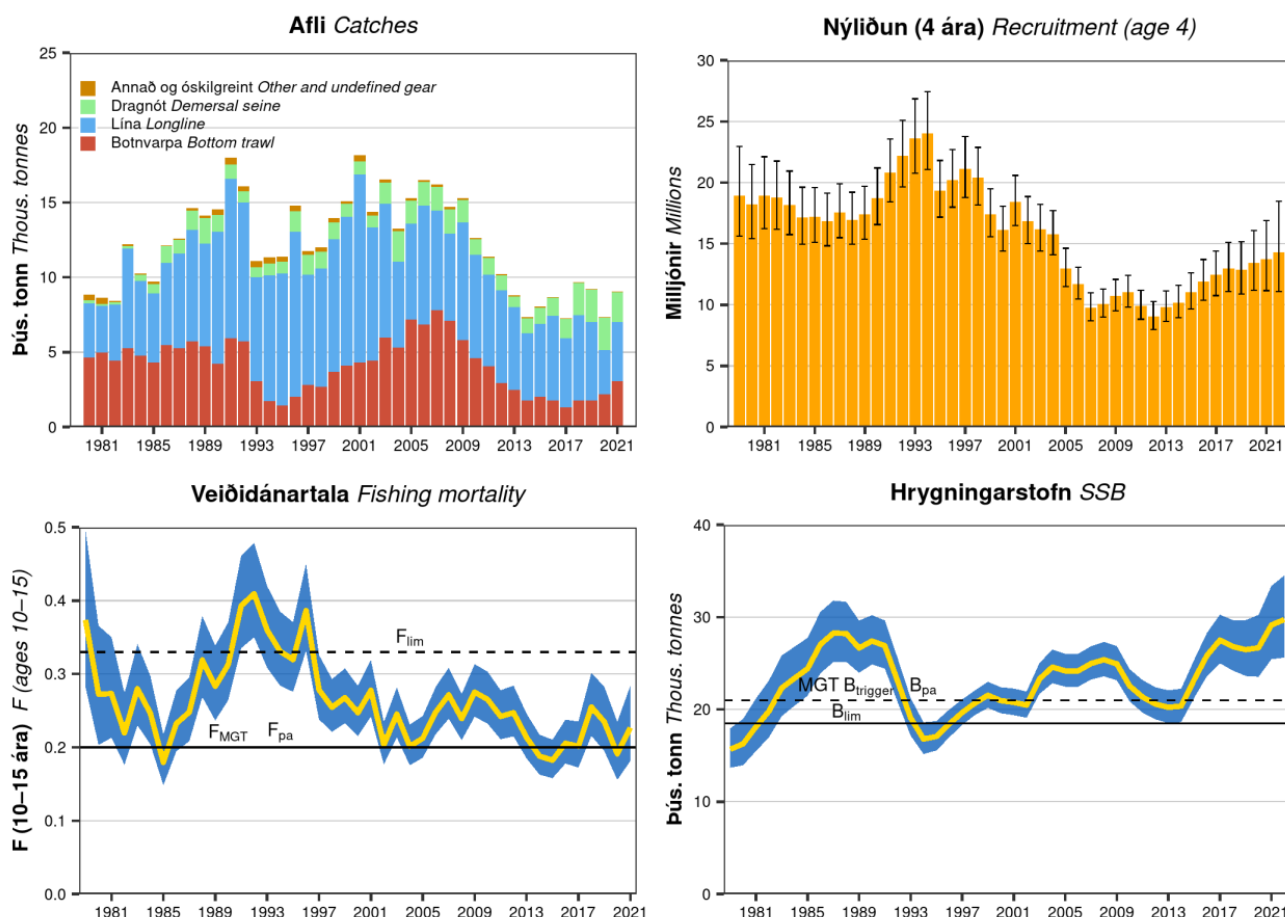 Afli Catches
Þús. tonn Thous. tonnes
25
20
15
10
5
0
Annað og óskilgreint Other and undefined gear
Dragnót Demersal seine
Lína Longline
Botnvarpa Bottom trawl
1981 1985 1989 1993 1997 2001 2005 2009 2013 2017 2021
Nýliðun (4 ára) Recruitment (age 4)
Milljónir Millions
30
25
20
15
10
5
0
1981 1985 1989 1993 1997 2001 2005 2009 2013 2017 2021
Veiðidánartala Fishing mortality
F (10–15 ára) F (ages 10–15)
0.5
0.4
0.3
0.2
0.1
0.0
Flim
FMGT Fpa
1981 1985 1989 1993 1997 2001 2005 2009 2013 2017 2021
Hrygningarstofn SSB
Þús. tonn Thous. tonnes
40
30
20
10
0
MGT Btrigger Bpa
Blim
1981 1985 1989 1993 1997 2001 2005 2009 2013 2017 2021